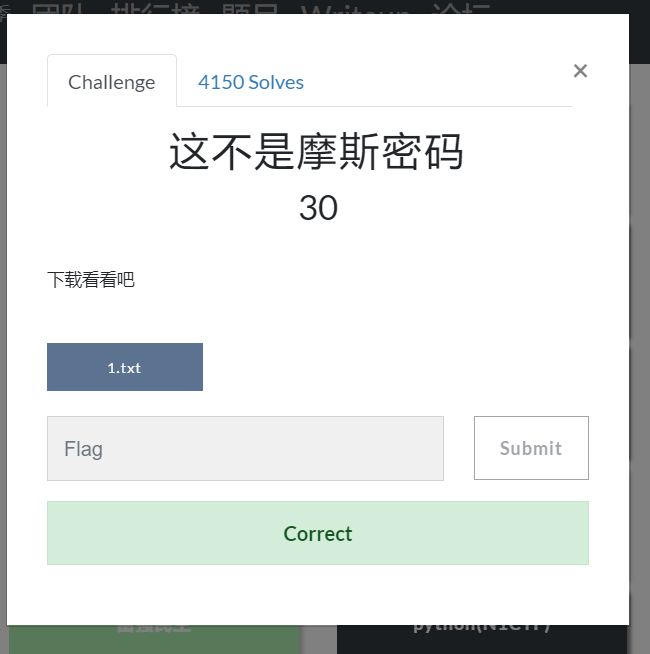 季 团队 排行榜 题目 Writeup 论坛
Challenge
4150 Solves
×
这不是摩斯密码
30
下载看看吧
1.txt
Flag
Submit
Correct
python(N1CTF)